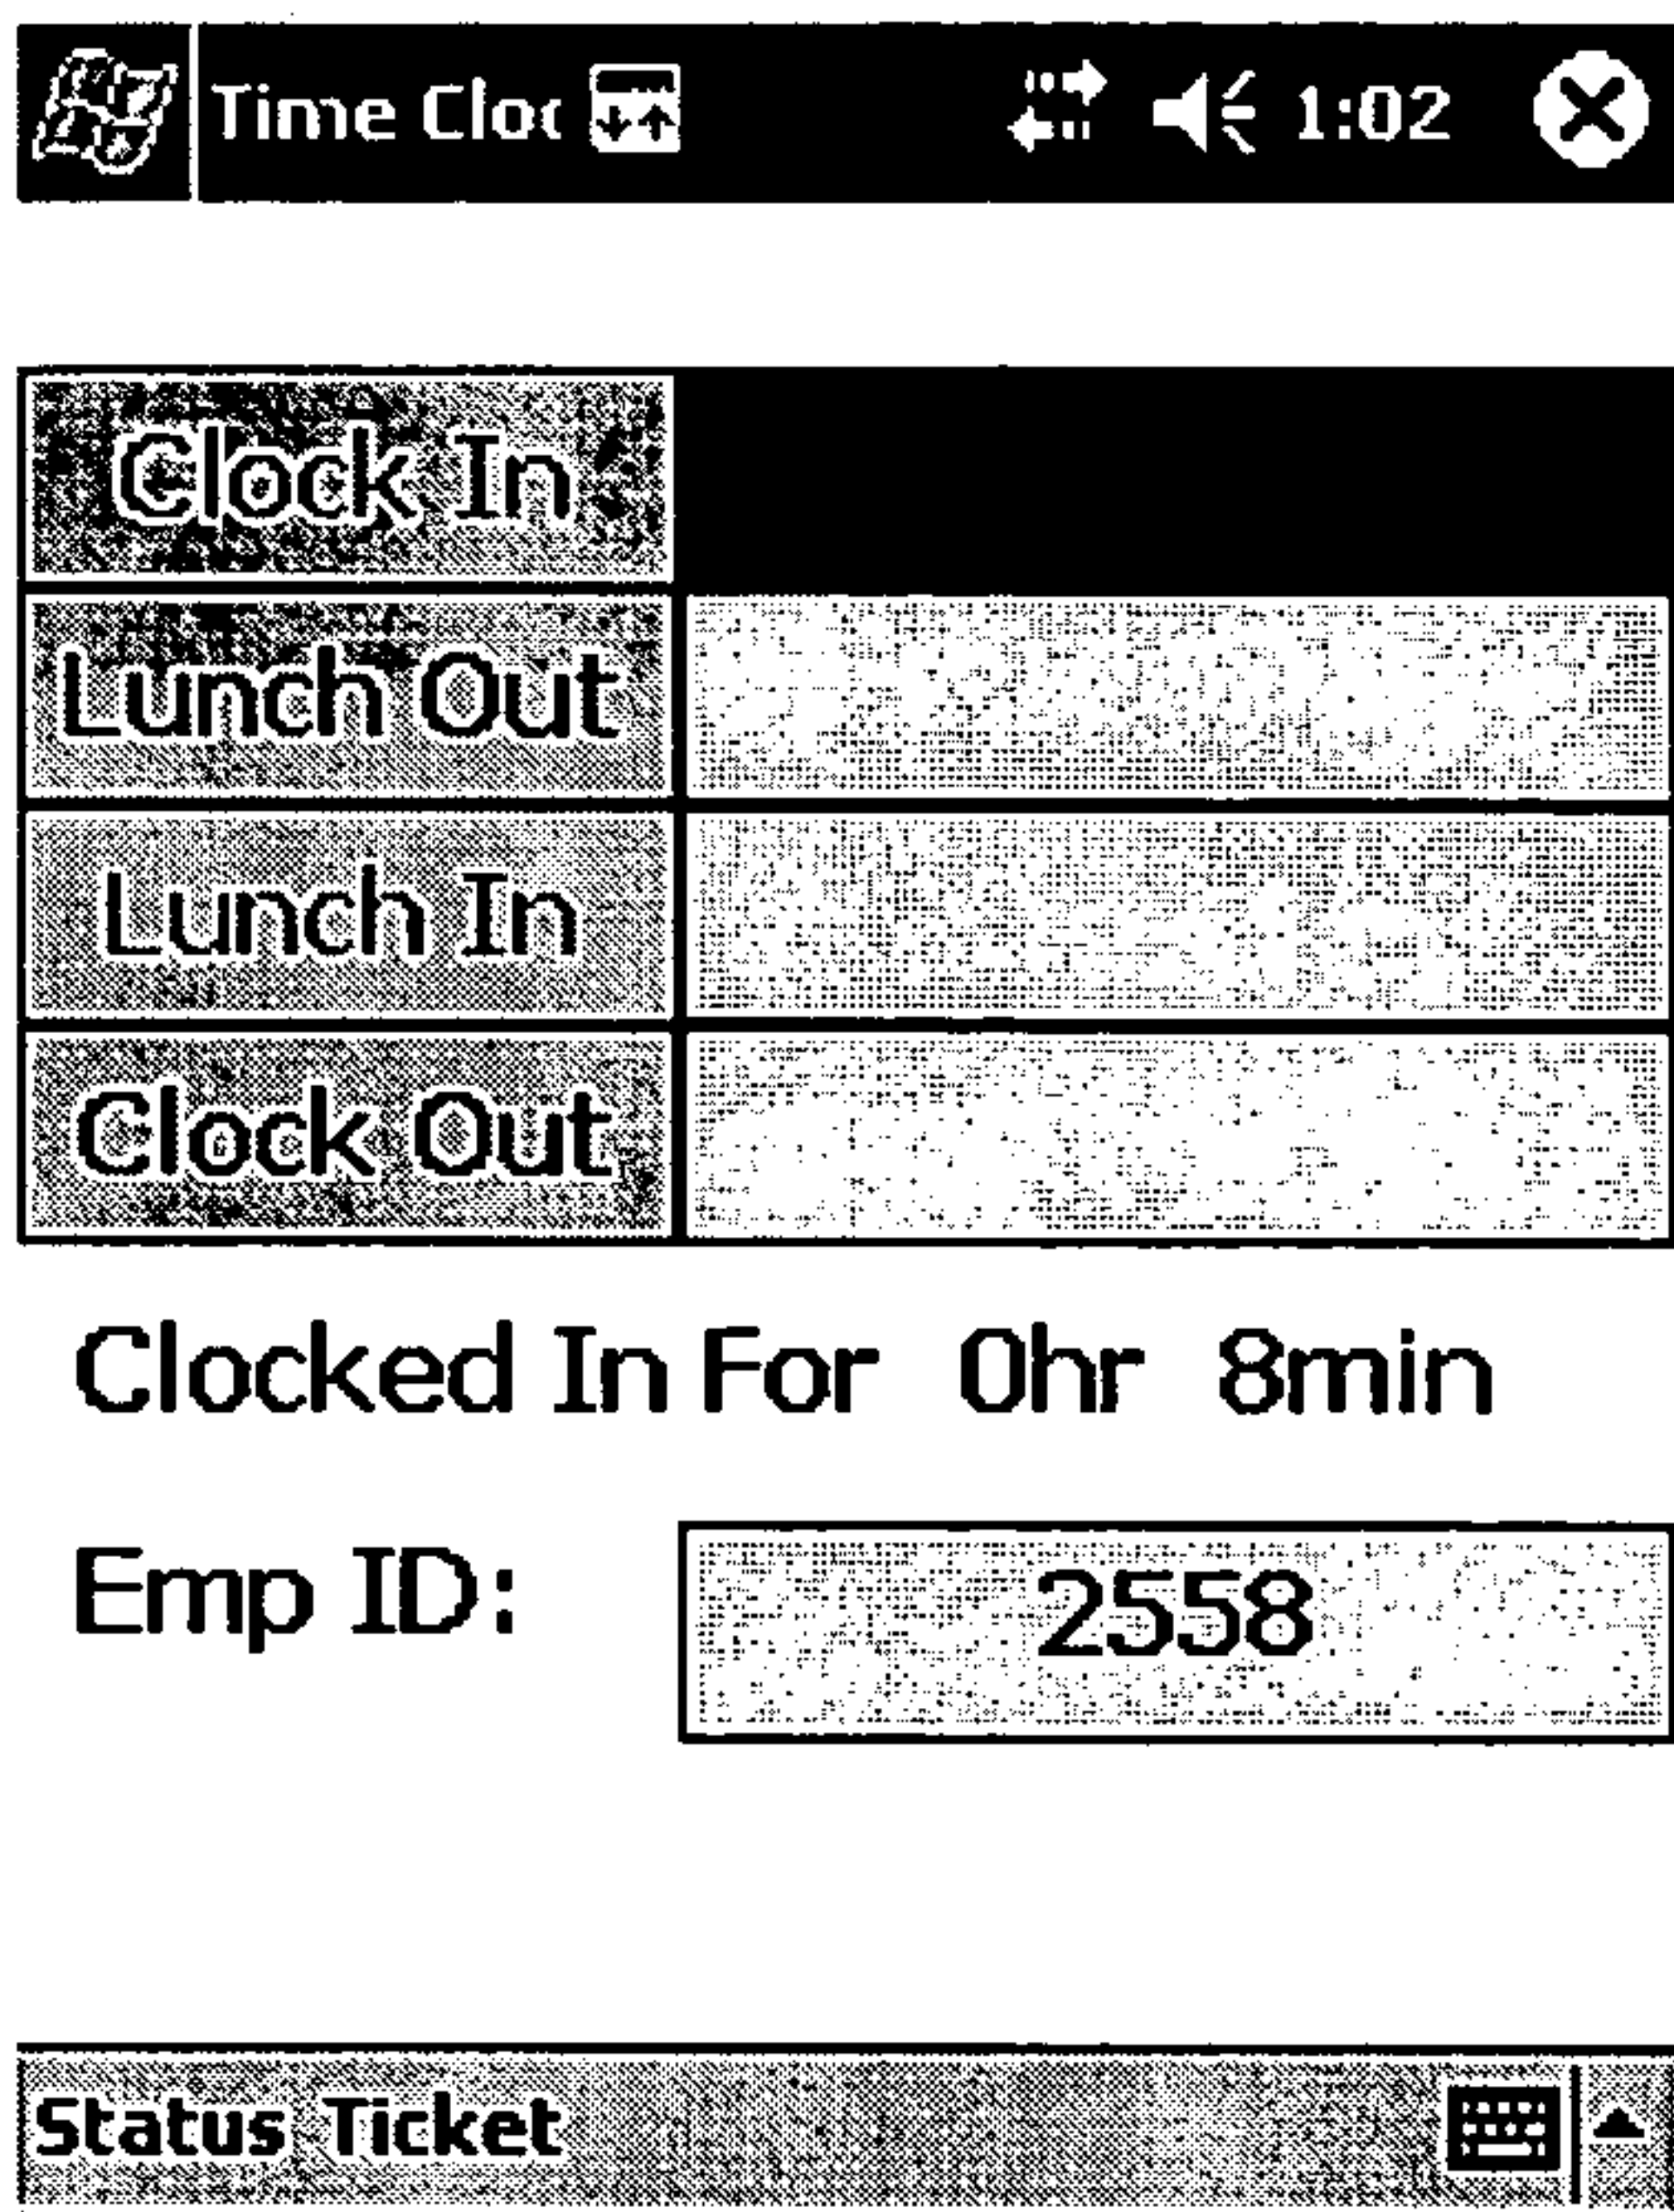 Time Cloc 1:02
Clock In
Lunch Out
Lunch In
Clock Out
Clocked In For 0hr 8min
Emp ID: 2558
Status Ticket